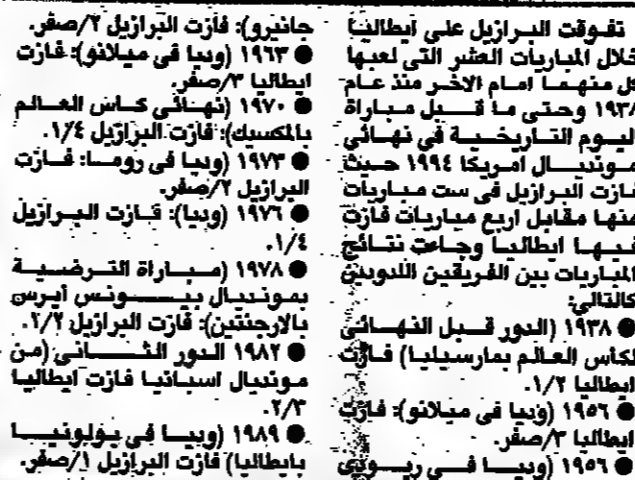 تفوقت البرازيل على ايطاليا
خلال المباريات العشر التى لعبها
كل منهما امام الاخر منذ عام
١٩٣٨ وحتى ما قبل مباراة
اليوم التاريخية فى نهائى
مونديال امريكا ١٩٩٤ حيث
فازت البرازيل فى ست مباريات
منها مقابل اربع مباريات فازت
فيها ايطاليا وجاءت نتائج
المباريات بين الفريقين اللدودين
كالتالى:
● ١٩٣٨ (الدور قبل النهائى
لكأس العالم بمارسيليا) فازت
ايطاليا ١/٢.
● ١٩٥٦ (وديا فى ميلانو): فازت
ايطاليا ٣/صفر.
● ١٩٥٦ (وديا فى ريودى
جانيرو): فازت البرازيل ٢/صفر.
● ١٩٦٣ (وديا فى ميلانو): فازت
ايطاليا ٣/صفر.
● ١٩٧٠ (نهائى كاس العالم
بالمكسيك): فازت البرازيل ١/٤.
● ١٩٧٣ (وديا فى روما: فازت
البرازيل ٢/صفر.
● ١٩٧٦ (وديا): فازت البرازيل
١/٤.
● ١٩٧٨ (مباراة الترضية
بمونديال بيونس أيرس
بالارجنتين): فازت البرازيل ١/٢.
● ١٩٨٢ الدور الثانى (من
مونديال اسبانيا فازت ايطاليا
٢/٣.
● ١٩٨٩ (وديا فى بولونيا
بايطاليا) فازت البرازيل ١/صفر.